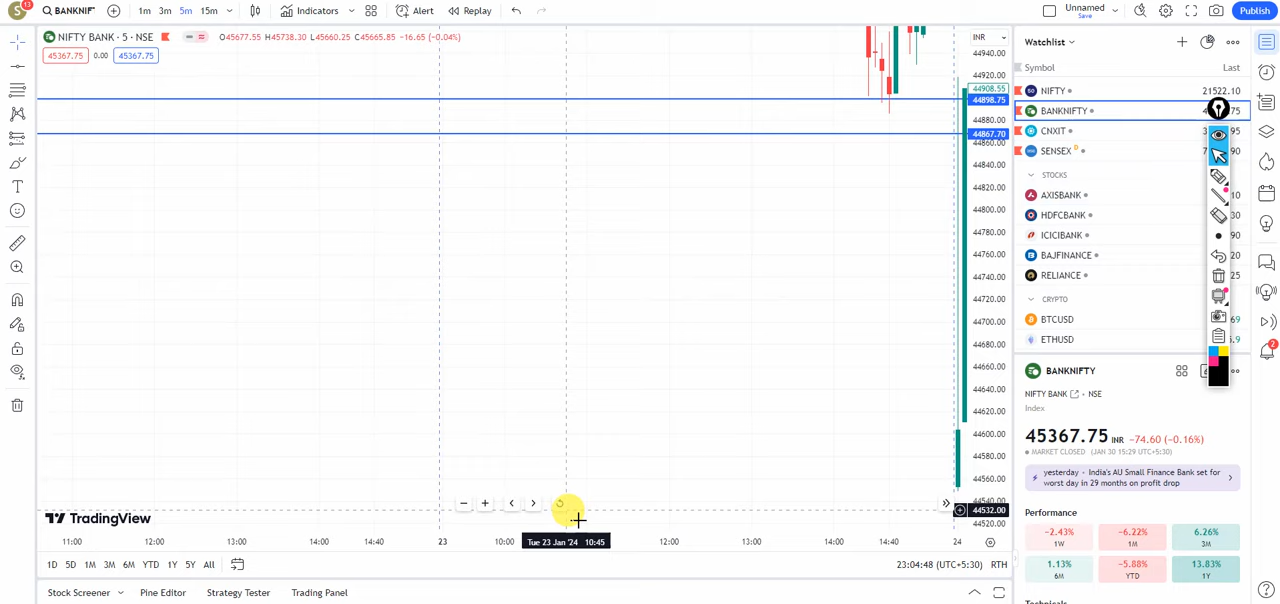 S 13 BANKNIF 1m 3m 5m 15m Indicators Alert Replay Unnamed Save Publish
NIFTY BANK · 5 · NSE O45677.55 H45738.30 L45660.25 C45665.85 -16.65 (-0.04%)
45367.75 0.00 45367.75
INR
44940.00
44920.00
44908.55
44898.75
44880.00
44867.70
44860.00
44840.00
44820.00
44800.00
44780.00
44760.00
44740.00
44720.00
44700.00
44680.00
44660.00
44640.00
44620.00
44600.00
44580.00
44560.00
44540.00
44532.00
44520.00
TradingView
11:00 12:00 13:00 14:00 14:40 23 10:00 Tue 23 Jan '24 10:45 12:00 13:00 14:00 14:40 24
1D 5D 1M 3M 6M YTD 1Y 5Y All 23:04:48 (UTC+5:30) RTH
Stock Screener Pine Editor Strategy Tester Trading Panel
Watchlist
Symbol Last
NIFTY 21522.10
BANKNIFTY 75
CNXIT 95
SENSEX D 90
STOCKS
AXISBANK 10
HDFCBANK 30
ICICIBANK 90
BAJFINANCE 20
RELIANCE 25
CRYPTO
BTCUSD 69
ETHUSD
BANKNIFTY
NIFTY BANK · NSE
Index
45367.75 INR −74.60 (−0.16%)
MARKET CLOSED (JAN 30 15:29 UTC+5:30)
yesterday · India's AU Small Finance Bank set for
worst day in 29 months on profit drop
Performance
−2.43% −6.22% 6.26%
1W 1M 3M
1.13% −5.88% 13.83%
6M YTD 1Y
2